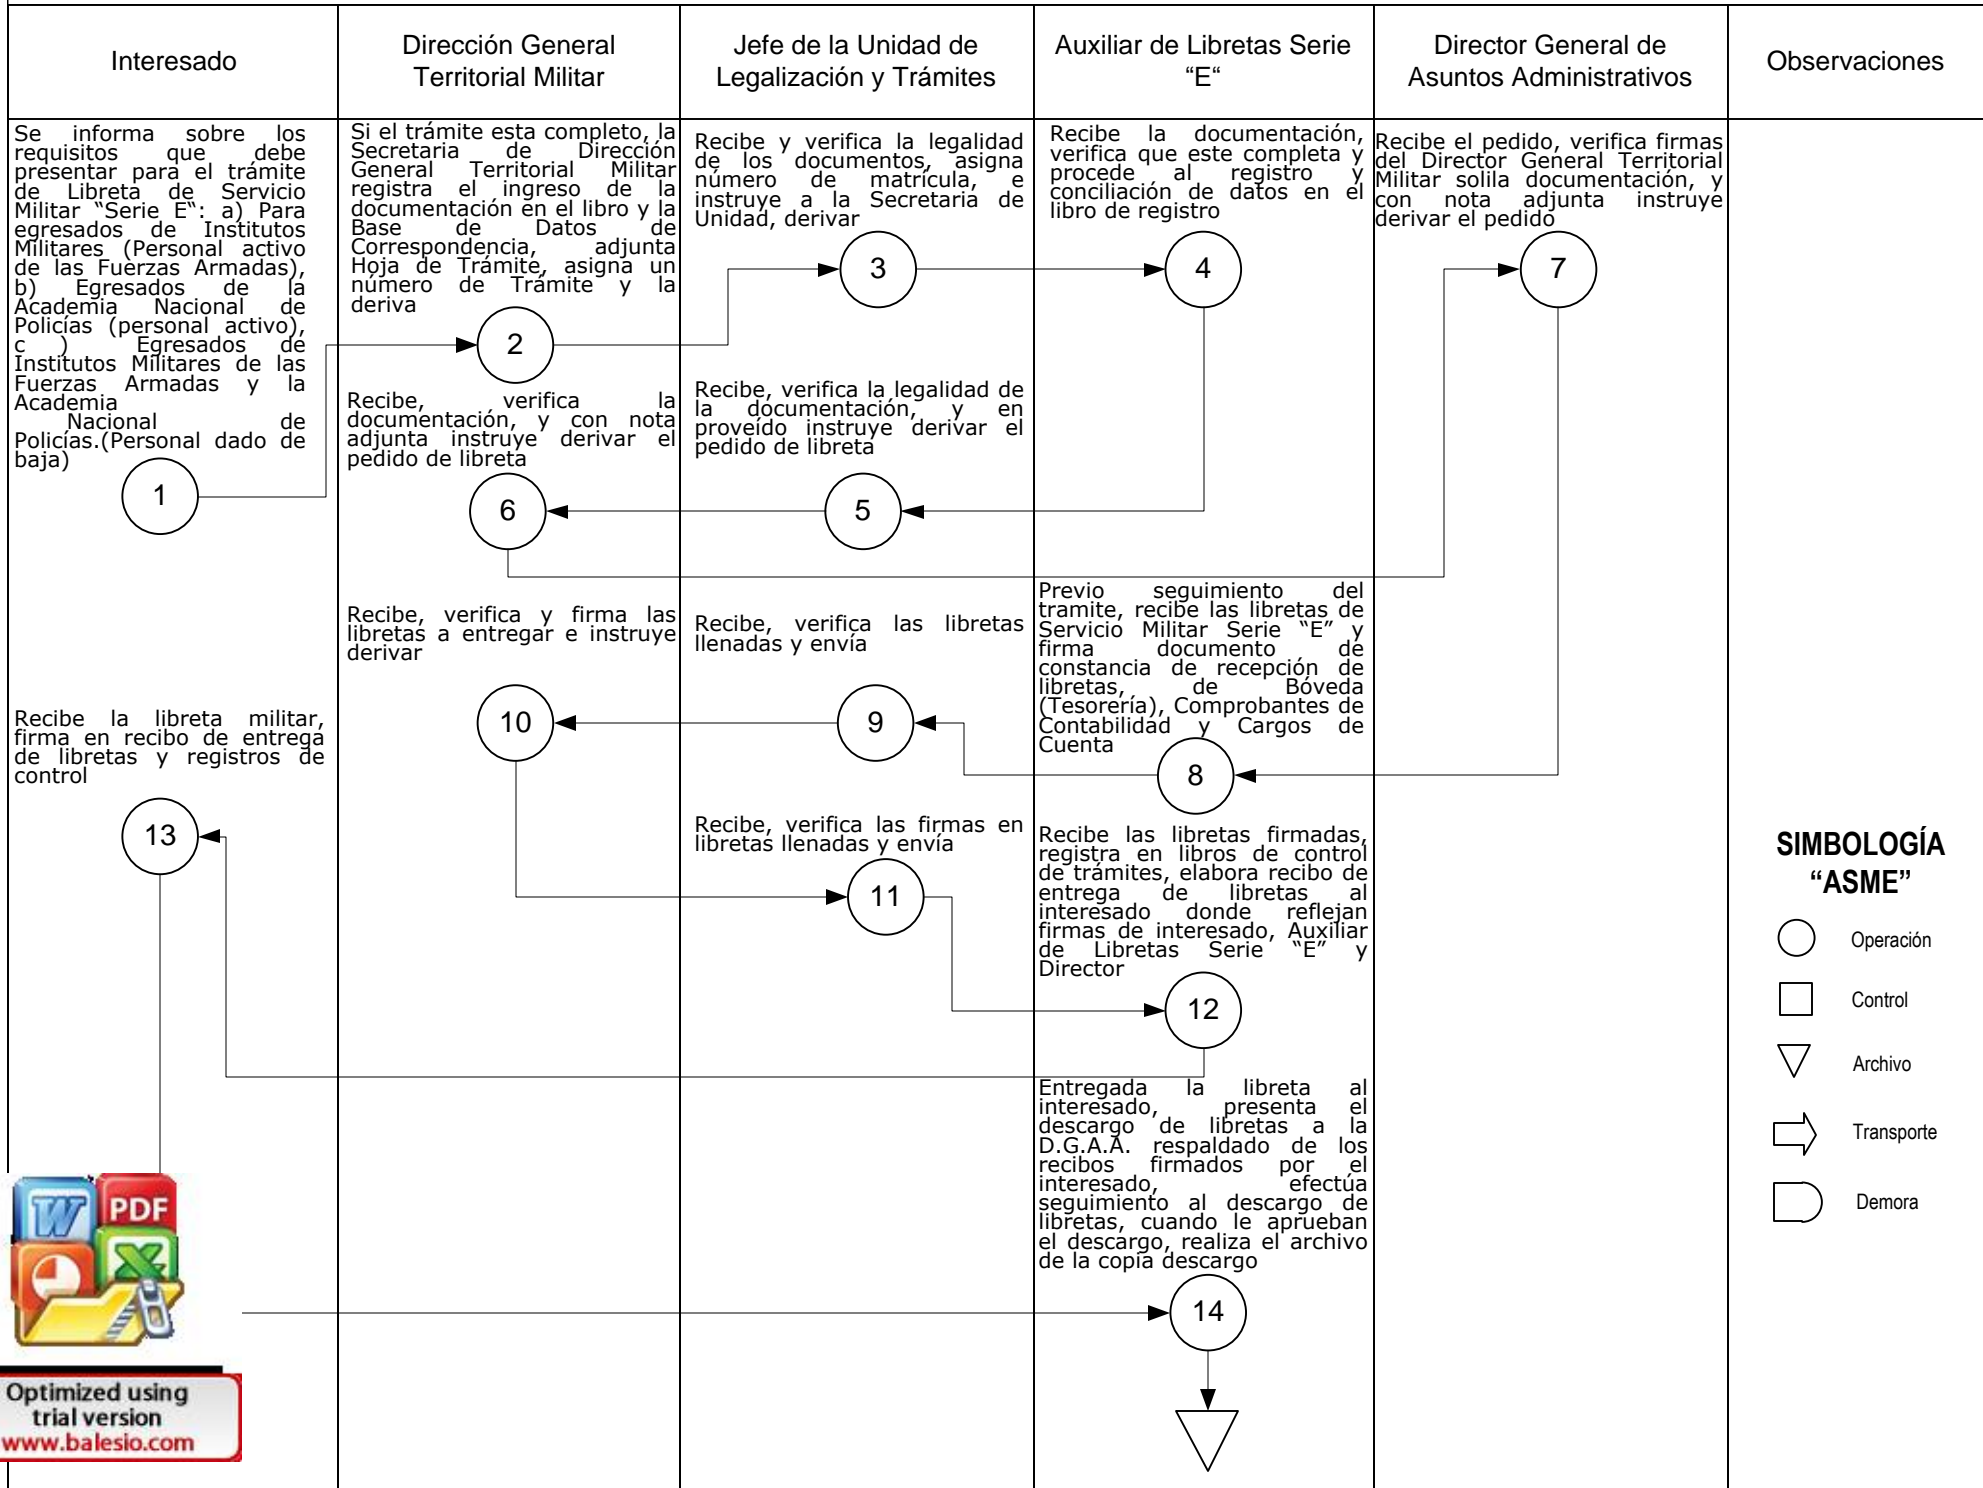 Interesado
Dirección General
Territorial Militar
Jefe de la Unidad de
Legalización y Trámites
Auxiliar de Libretas Serie
“E“
Director General de
Asuntos Administrativos
Observaciones
Se informa sobre los
requisitos que debe
presentar para el trámite
de Libreta de Servicio
Militar “Serie E“: a) Para
egresados de Institutos
Militares (Personal activo
de las Fuerzas Armadas),
b) Egresados de la
Academia Nacional de
Policías (personal activo),
c ) Egresados de
Institutos Militares de las
Fuerzas Armadas y la
Academia
Nacional de
Policías.(Personal dado de
baja)
1
Si el trámite esta completo, la
Secretaria de Dirección
General Territorial Militar
registra el ingreso de la
documentación en el libro y la
Base de Datos de
Correspondencia, adjunta
Hoja de Trámite, asigna un
número de Trámite y la
deriva
2
Recibe y verifica la legalidad
de los documentos, asigna
número de matrícula, e
instruye a la Secretaria de
Unidad, derivar
3
Recibe la documentación,
verifica que este completa y
procede al registro y
conciliación de datos en el
libro de registro
4
Recibe el pedido, verifica firmas
del Director General Territorial
Militar solila documentación, y
con nota adjunta instruye
derivar el pedido
7
Recibe, verifica la
documentación, y con nota
adjunta instruye derivar el
pedido de libreta
6
Recibe, verifica la legalidad de
la documentación, y en
proveído instruye derivar el
pedido de libreta
5
Recibe, verifica y firma las
libretas a entregar e instruye
derivar
10
Recibe, verifica las libretas
llenadas y envía
9
Previo seguimiento del
tramite, recibe las libretas de
Servicio Militar Serie “E” y
firma documento de
constancia de recepción de
libretas, de Bóveda
(Tesorería), Comprobantes de
Contabilidad y Cargos de
Cuenta
8
Recibe la libreta militar,
firma en recibo de entrega
de libretas y registros de
control
13
Recibe, verifica las firmas en
libretas llenadas y envía
11
Recibe las libretas firmadas,
registra en libros de control
de trámites, elabora recibo de
entrega de libretas al
interesado donde reflejan
firmas de interesado, Auxiliar
de Libretas Serie “E” y
Director
12
Entregada la libreta al
interesado, presenta el
descargo de libretas a la
D.G.A.A. respaldado de los
recibos firmados por el
interesado, efectúa
seguimiento al descargo de
libretas, cuando le aprueban
el descargo, realiza el archivo
de la copia descargo
14
SIMBOLOGÍA
“ASME”
Operación
Control
Archivo
Transporte
Demora
W
PDF
X
Optimized using
trial version
www.balesio.com